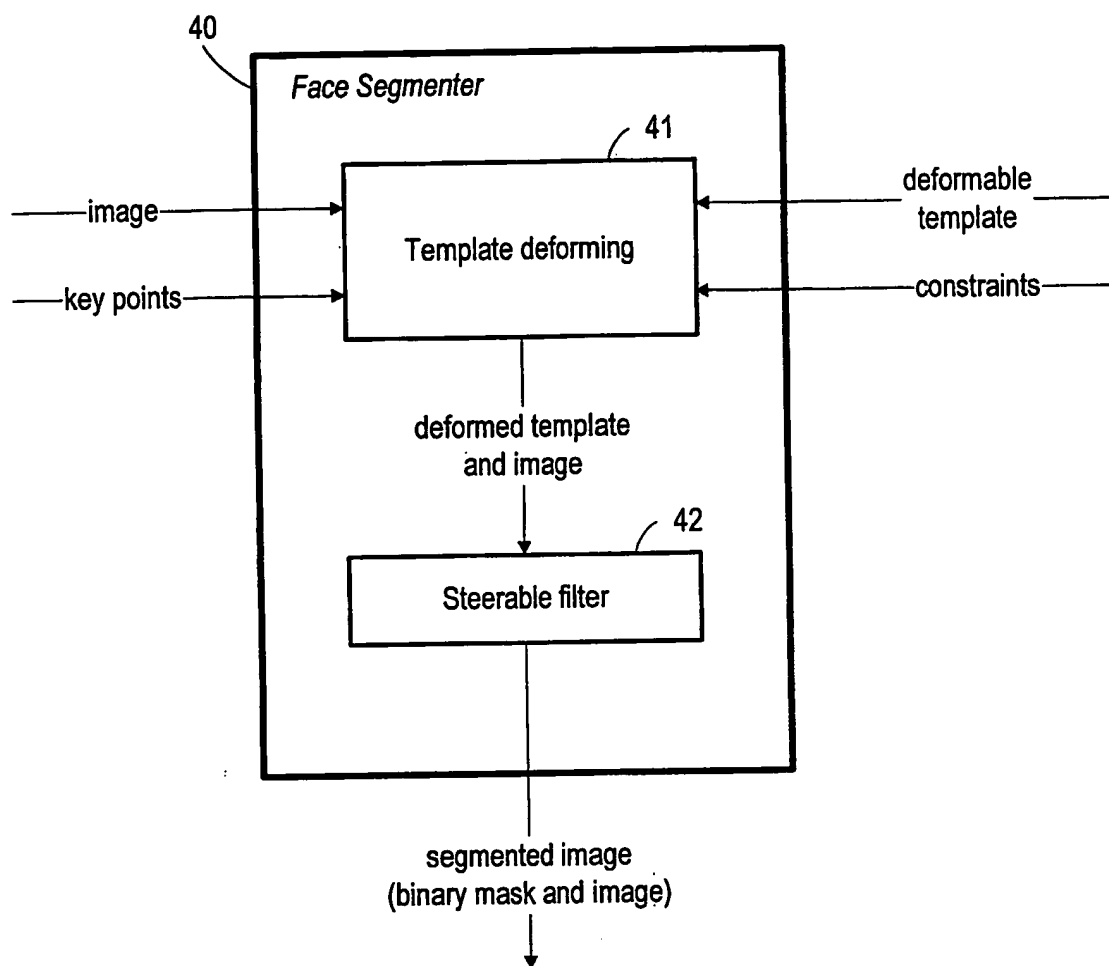 40
Face Segmenter
41
image
deformable
template
Template deforming
key points
constraints
deformed template
and image
42
Steerable filter
segmented image
(binary mask and image)